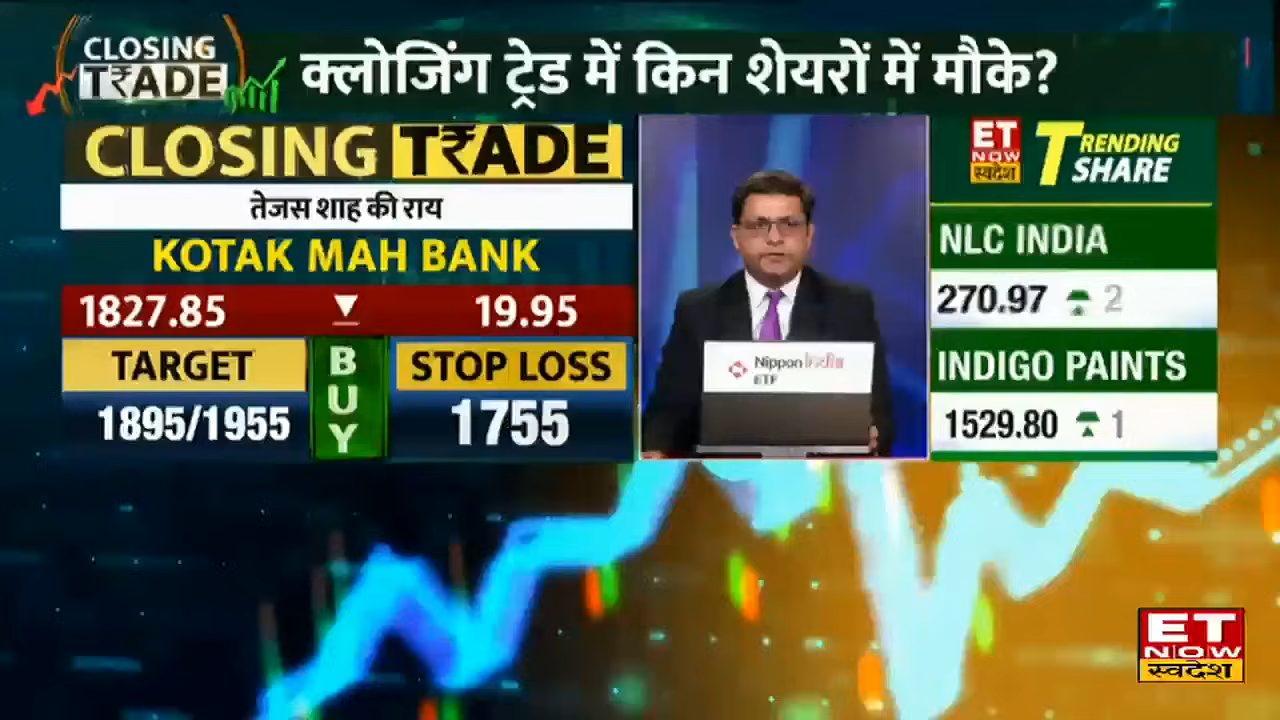 CLOSING
TRADE
क्लोजिंग ट्रेड में किन शेयरों में मौके?
CLOSING TR₹ADE
तेजस शाह की राय
KOTAK MAH BANK
1827.85 ▼ 19.95
TARGET
1895/1955
BUY
STOP LOSS
1755
Nippon india
ETF
ET
NOW
स्वदेश
TRENDING
SHARE
NLC INDIA
270.97 2
INDIGO PAINTS
1529.80 1
ET
NOW
स्वदेश